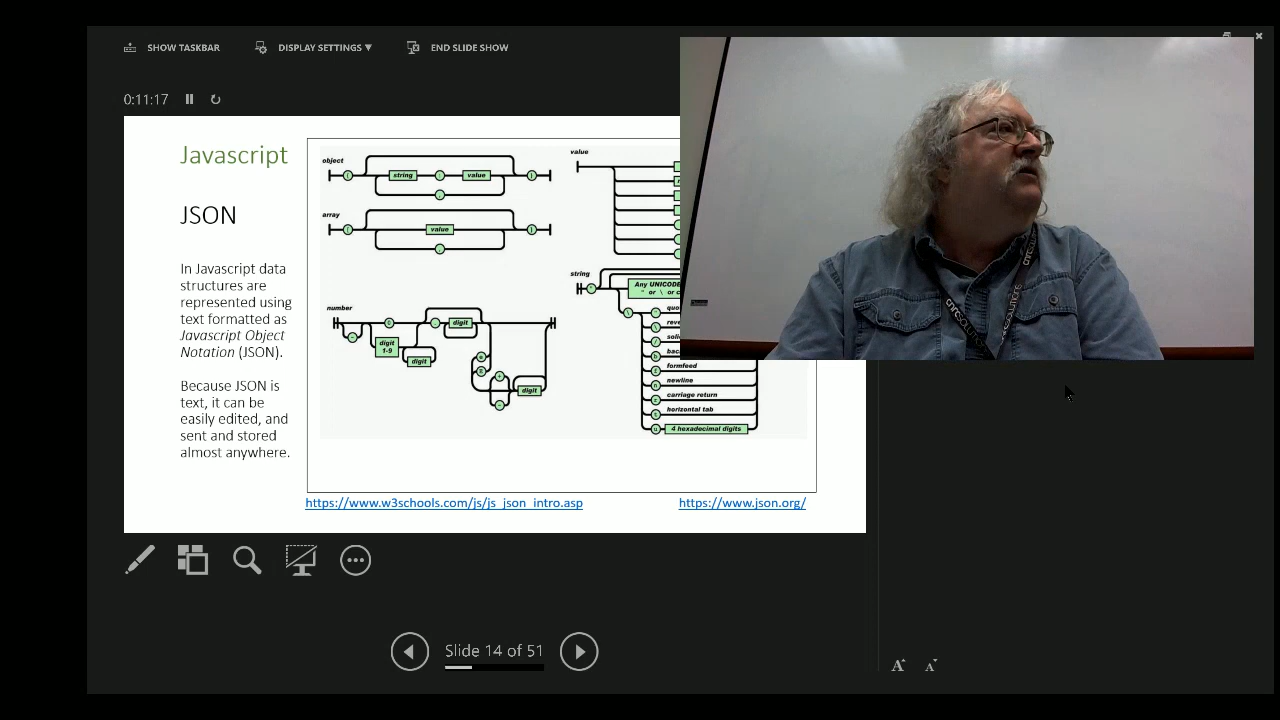 SHOW TASKBAR
DISPLAY SETTINGS ▼
END SLIDE SHOW
0:11:17
Javascript
JSON
In Javascript data
structures are
represented using
text formatted as
Javascript Object
Notation (JSON).
Because JSON is
text, it can be
easily edited, and
sent and stored
almost anywhere.
object
string : value
array
value
number
digit
digit
1-9
digit
digit
value
string
Any UNICODE
" or \ or
formfeed
newline
carriage return
horizontal tab
u 4 hexadecimal digits
https://www.w3schools.com/js/js_json_intro.asp
https://www.json.org/
Slide 14 of 51